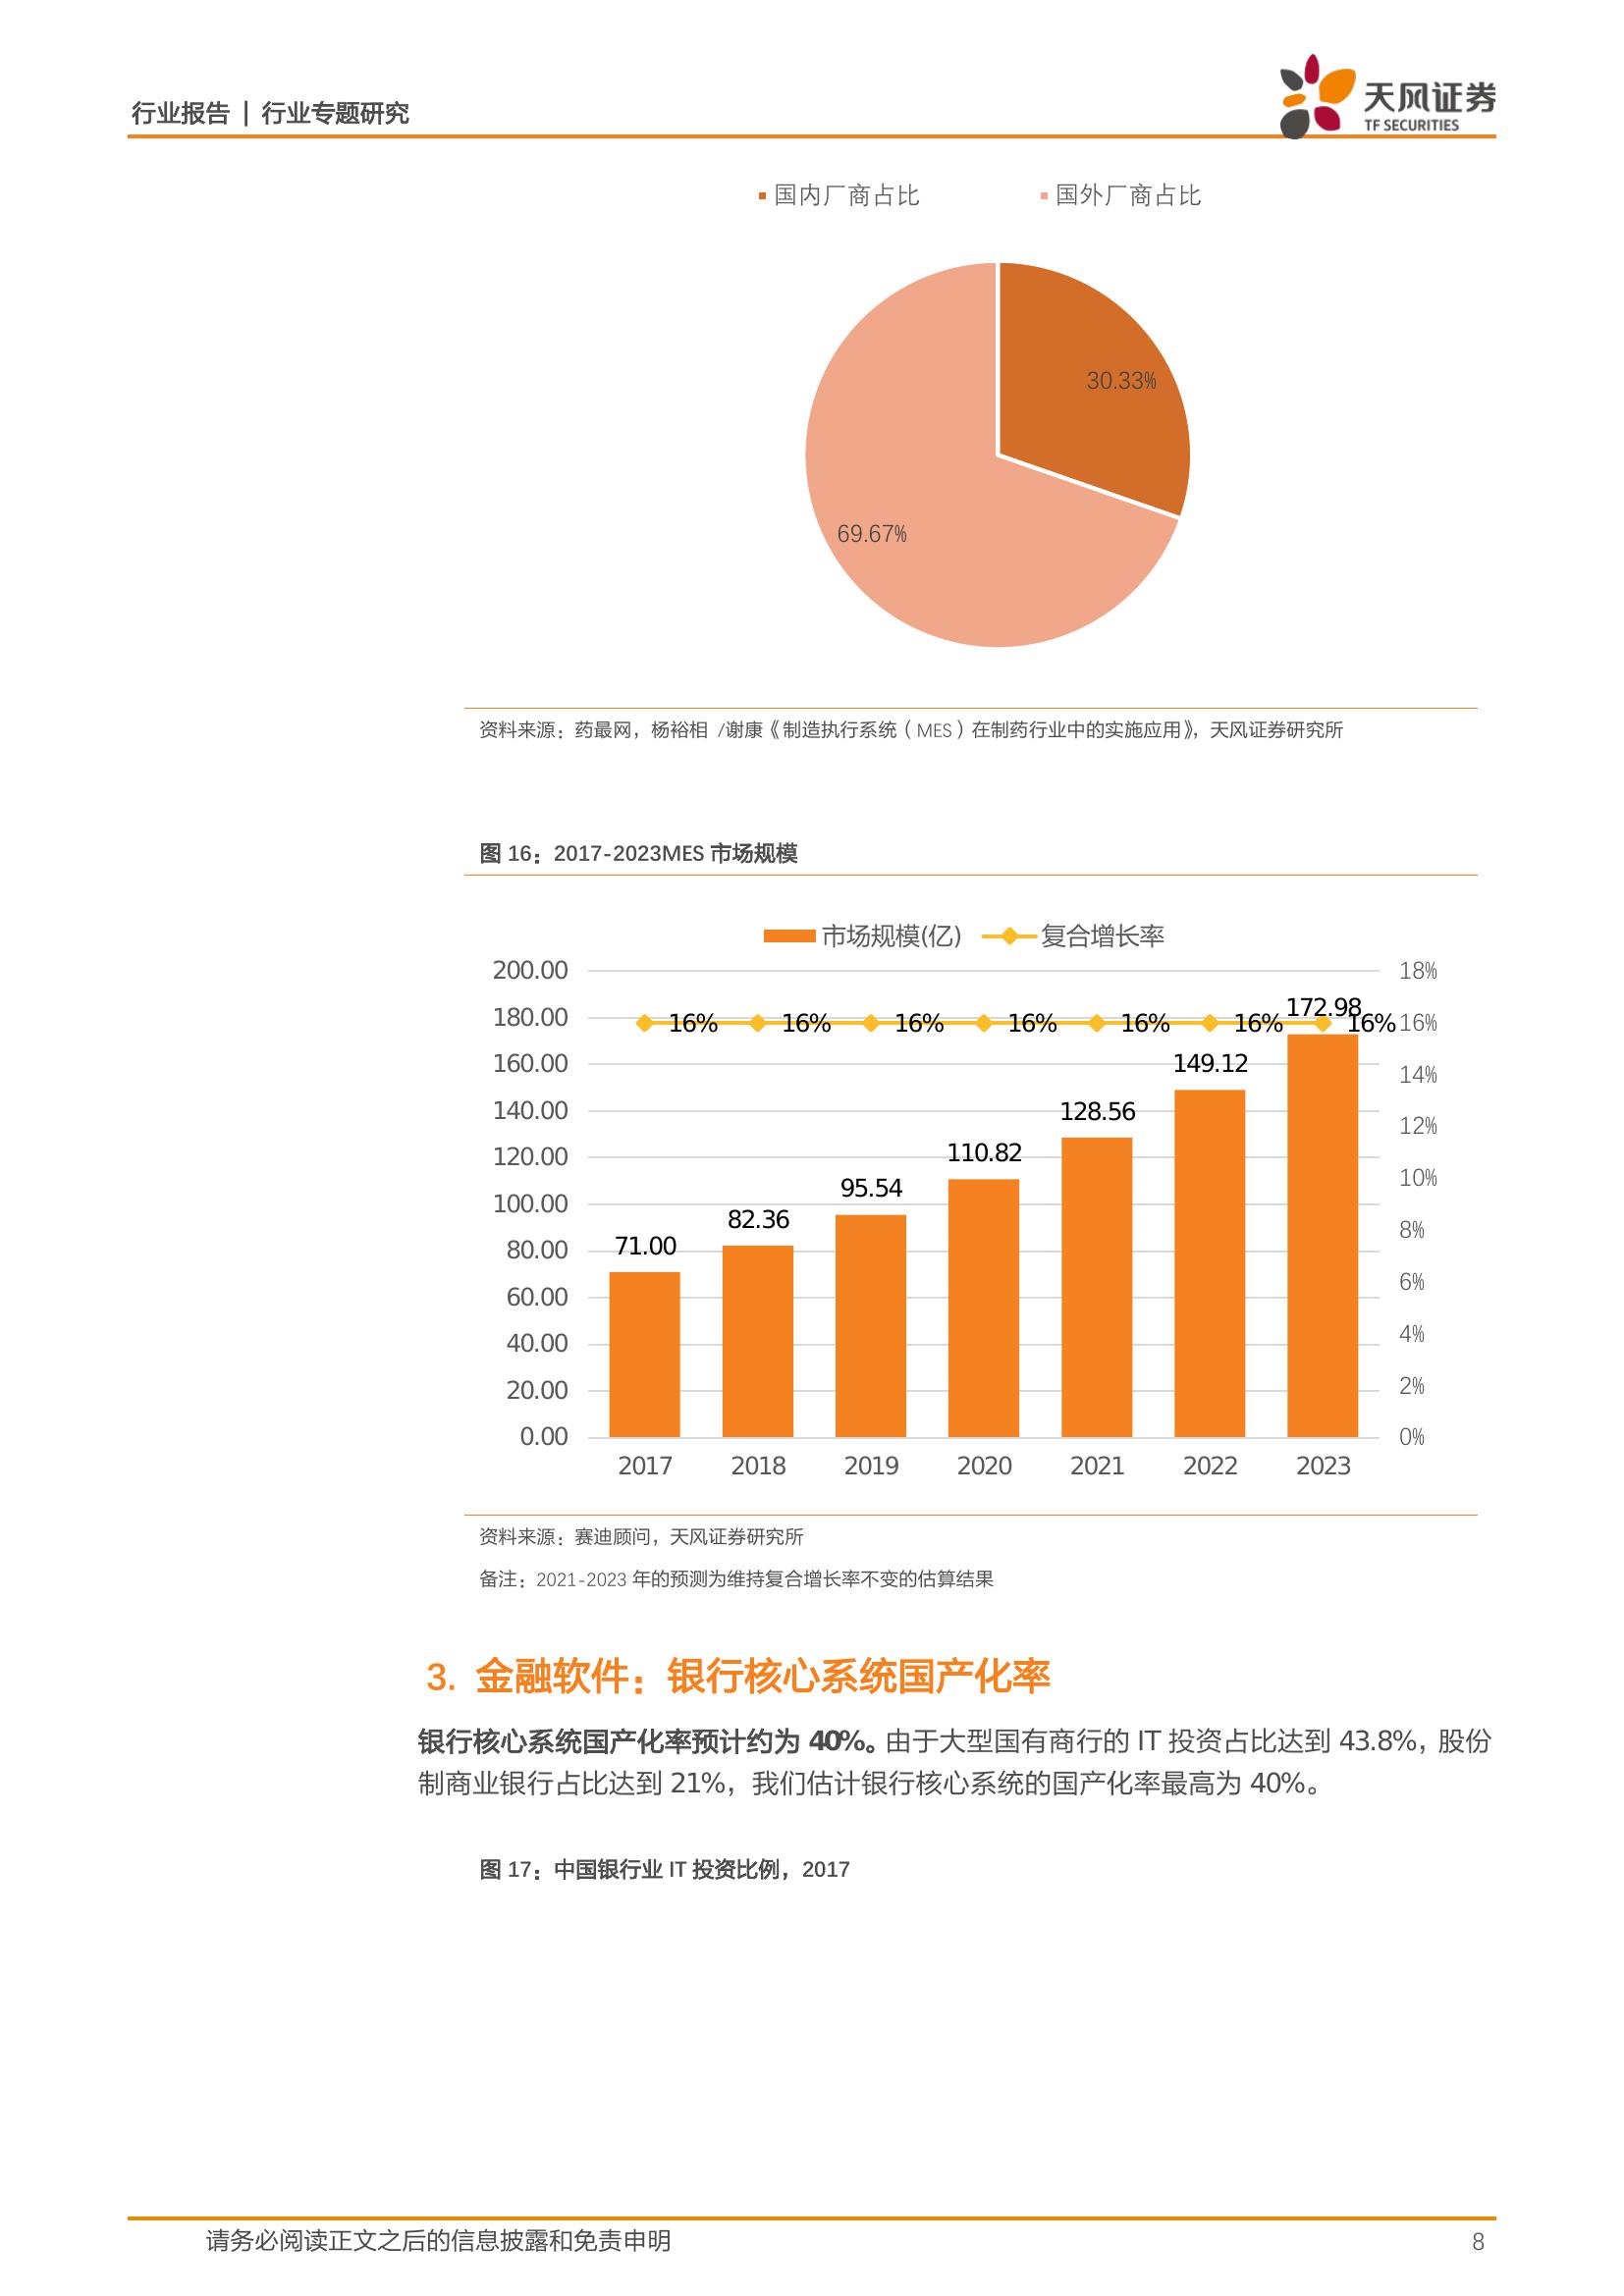 行业报告 | 行业专题研究
天风证券
TF SECURITIES
国内厂商占比 国外厂商占比
30.33%
69.67%
资料来源：药最网，杨裕相 /谢康《制造执行系统（MES）在制药行业中的实施应用》，天风证券研究所
图 16：2017-2023MES 市场规模
市场规模(亿) 复合增长率
200.00 18%
180.00 16% 16% 16% 16% 16% 16% 172.98 16% 16%
160.00 149.12 14%
140.00 128.56 12%
120.00 110.82 10%
100.00 95.54 8%
80.00 71.00 82.36 6%
60.00 4%
40.00 2%
20.00
0.00 0%
2017 2018 2019 2020 2021 2022 2023
资料来源：赛迪顾问，天风证券研究所
备注：2021-2023 年的预测为维持复合增长率不变的估算结果
3. 金融软件：银行核心系统国产化率
银行核心系统国产化率预计约为 40%。由于大型国有商行的 IT 投资占比达到 43.8%，股份
制商业银行占比达到 21%，我们估计银行核心系统的国产化率最高为 40%。
图 17：中国银行业 IT 投资比例，2017
请务必阅读正文之后的信息披露和免责申明 8